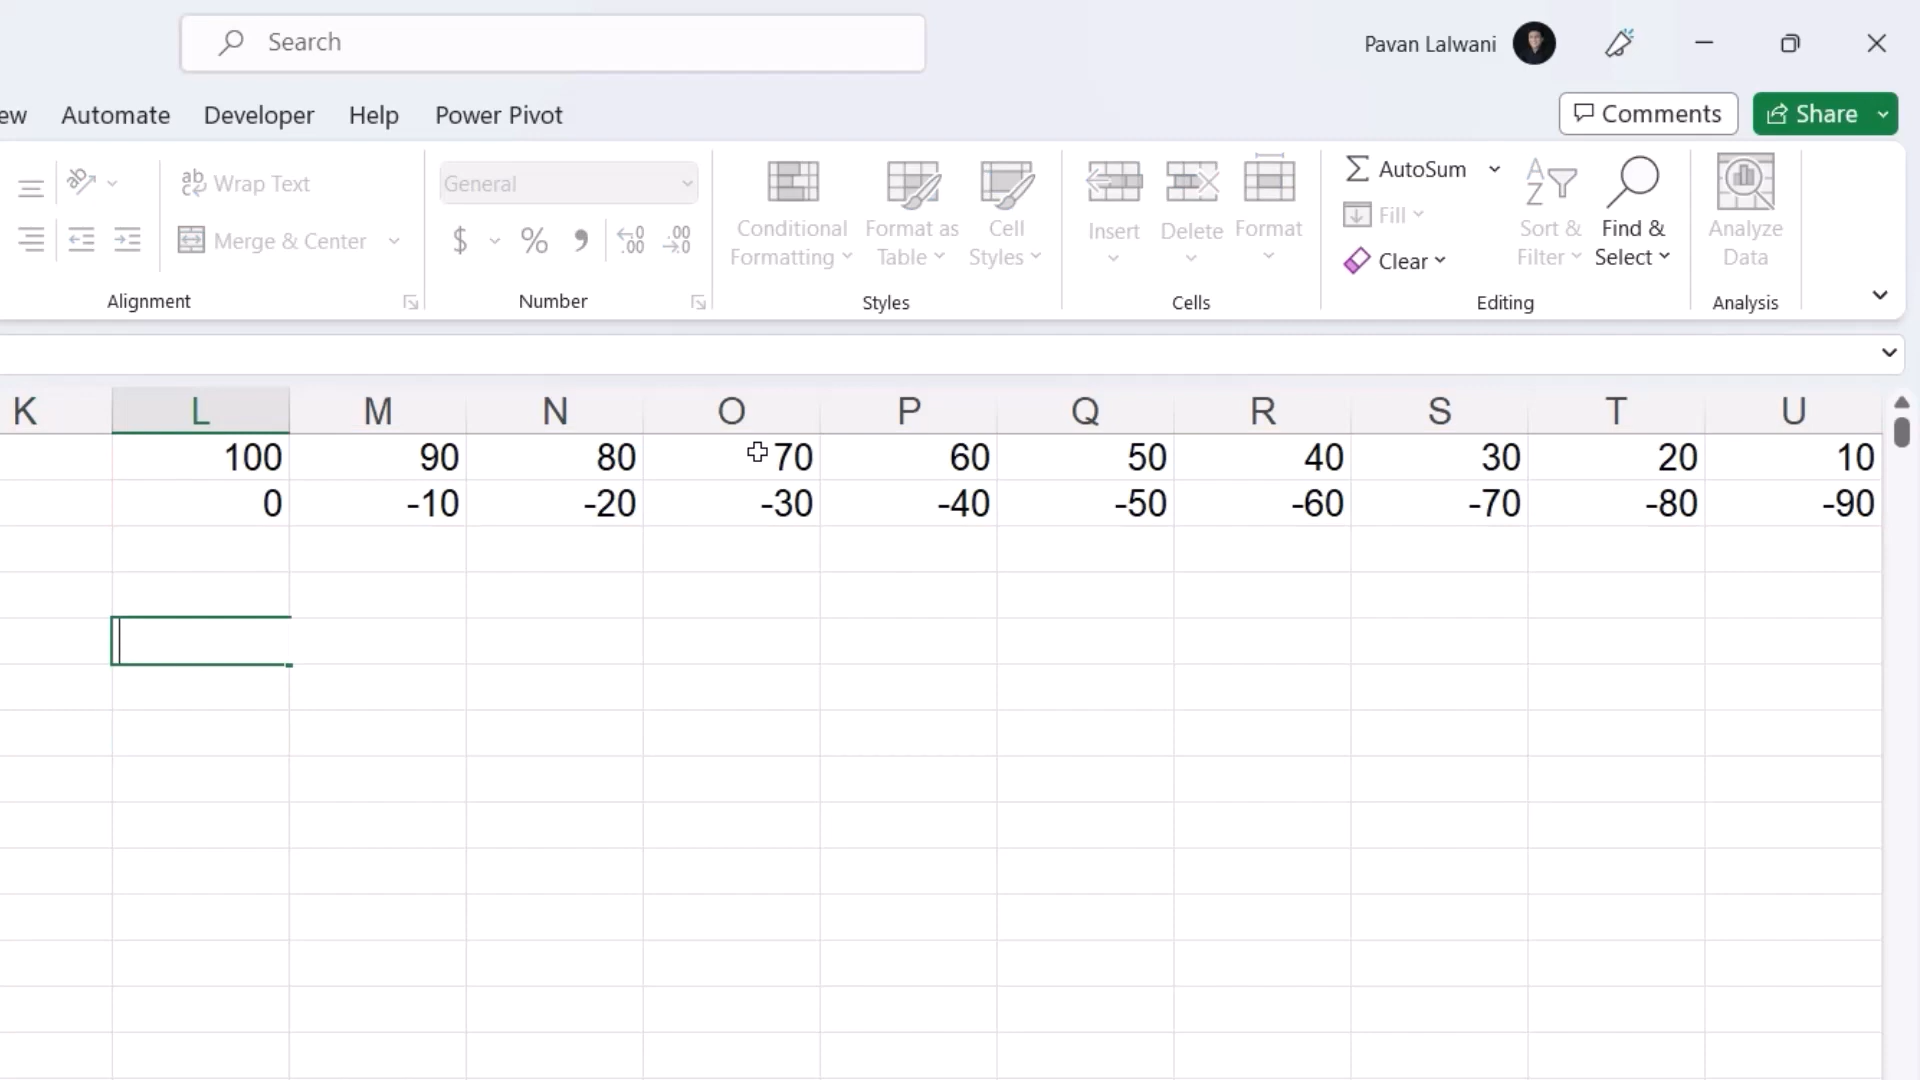 Search
Pavan Lalwani
ew Automate Developer Help Power Pivot
Comments
Share
Wrap Text
Merge & Center
Alignment
General
$ % , .00 .00
Number
Conditional Formatting
Format as Table
Cell Styles
Styles
Insert
Delete
Format
Cells
AutoSum
Fill
Clear
Sort & Filter
Find & Select
Editing
Analyze Data
Analysis
K L M N O P Q R S T U
100 90 80 70 60 50 40 30 20 10
0 -10 -20 -30 -40 -50 -60 -70 -80 -90